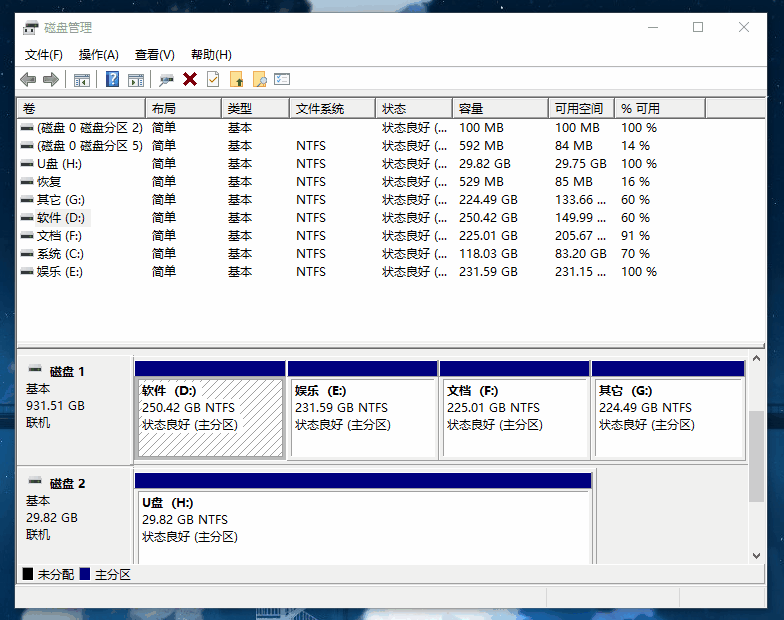 磁盘管理
文件(F) 操作(A) 查看(V) 帮助(H)
卷 布局 类型 文件系统 状态 容量 可用空间 % 可用
(磁盘 0 磁盘分区 2) 简单 基本 状态良好 (... 100 MB 100 MB 100 %
(磁盘 0 磁盘分区 5) 简单 基本 NTFS 状态良好 (... 592 MB 84 MB 14 %
U盘 (H:) 简单 基本 NTFS 状态良好 (... 29.82 GB 29.75 GB 100 %
恢复 简单 基本 NTFS 状态良好 (... 529 MB 85 MB 16 %
其它 (G:) 简单 基本 NTFS 状态良好 (... 224.49 GB 133.66 ... 60 %
软件 (D:) 简单 基本 NTFS 状态良好 (... 250.42 GB 149.99 ... 60 %
文档 (F:) 简单 基本 NTFS 状态良好 (... 225.01 GB 205.67 ... 91 %
系统 (C:) 简单 基本 NTFS 状态良好 (... 118.03 GB 83.20 GB 70 %
娱乐 (E:) 简单 基本 NTFS 状态良好 (... 231.59 GB 231.15 ... 100 %
磁盘 1
基本
931.51 GB
联机
软件 (D:)
250.42 GB NTFS
状态良好 (主分区)
娱乐 (E:)
231.59 GB NTFS
状态良好 (主分区)
文档 (F:)
225.01 GB NTFS
状态良好 (主分区)
其它 (G:)
224.49 GB NTFS
状态良好 (主分区)
磁盘 2
基本
29.82 GB
联机
U盘 (H:)
29.82 GB NTFS
状态良好 (主分区)
未分配 主分区